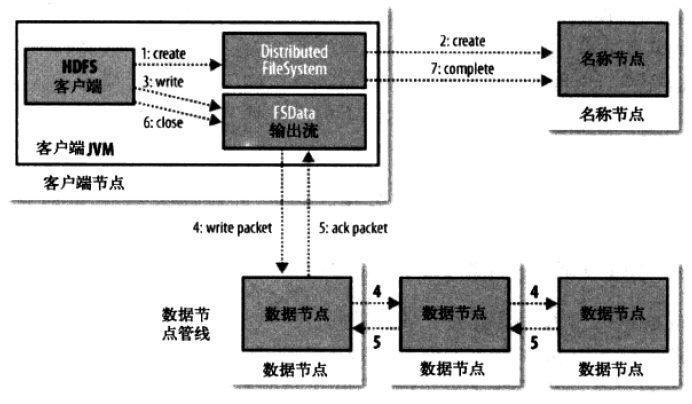 HDFS
客户端
1: create
3: write
6: close
Distributed
FileSystem
FSData
输出流
客户端 JVM
客户端节点
2: create
7: complete
名称节点
名称节点
4: write packet
5: ack packet
数据节
点管线
数据节点
数据节点
4
5
数据节点
数据节点
4
5
数据节点
数据节点